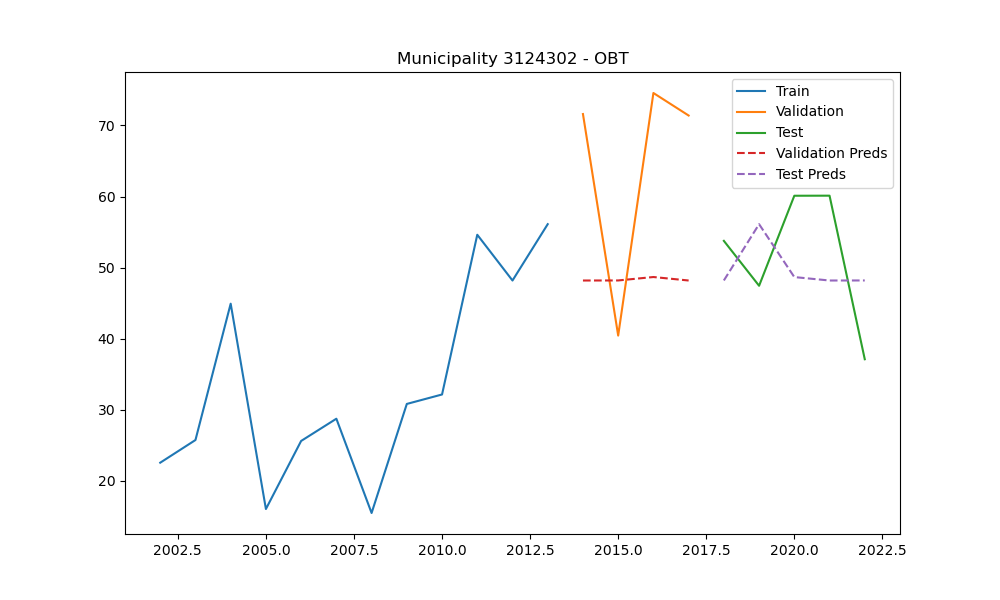 Municipality 3124302 - OBT
Train
Validation
Test
Validation Preds
Test Preds
70
60
50
40
30
20
2002.5 2005.0 2007.5 2010.0 2012.5 2015.0 2017.5 2020.0 2022.5